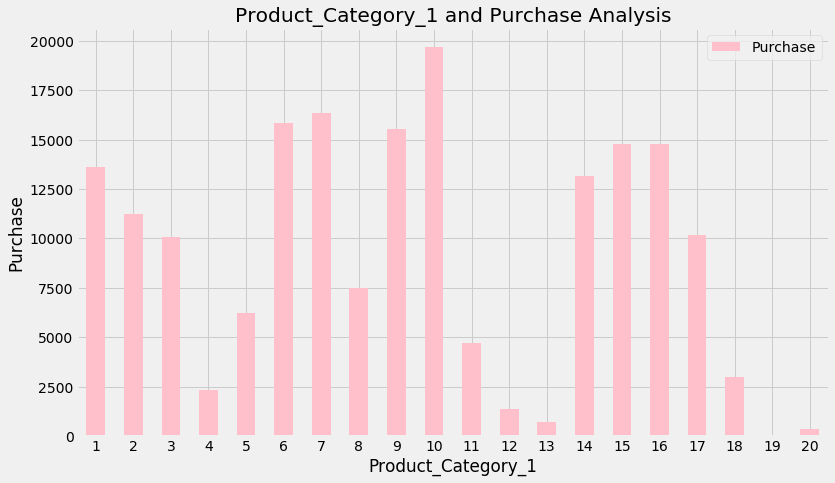 Product_Category_1 and Purchase Analysis
Purchase
20000
17500
15000
12500
10000
7500
5000
2500
0
Purchase
1 2 3 4 5 6 7 8 9 10 11 12 13 14 15 16 17 18 19 20
Product_Category_1